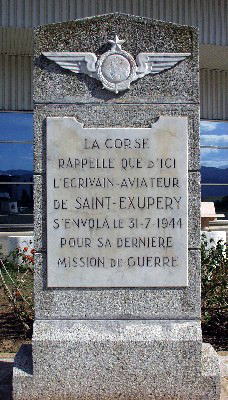 LA CORSE
RAPPELLE QUE D'ICI
L'ECRIVAIN-AVIATEUR
DE SAINT-EXUPERY
S'ENVOLA LE 31-7-1944
POUR SA DERNIERE
MISSION DE GUERRE